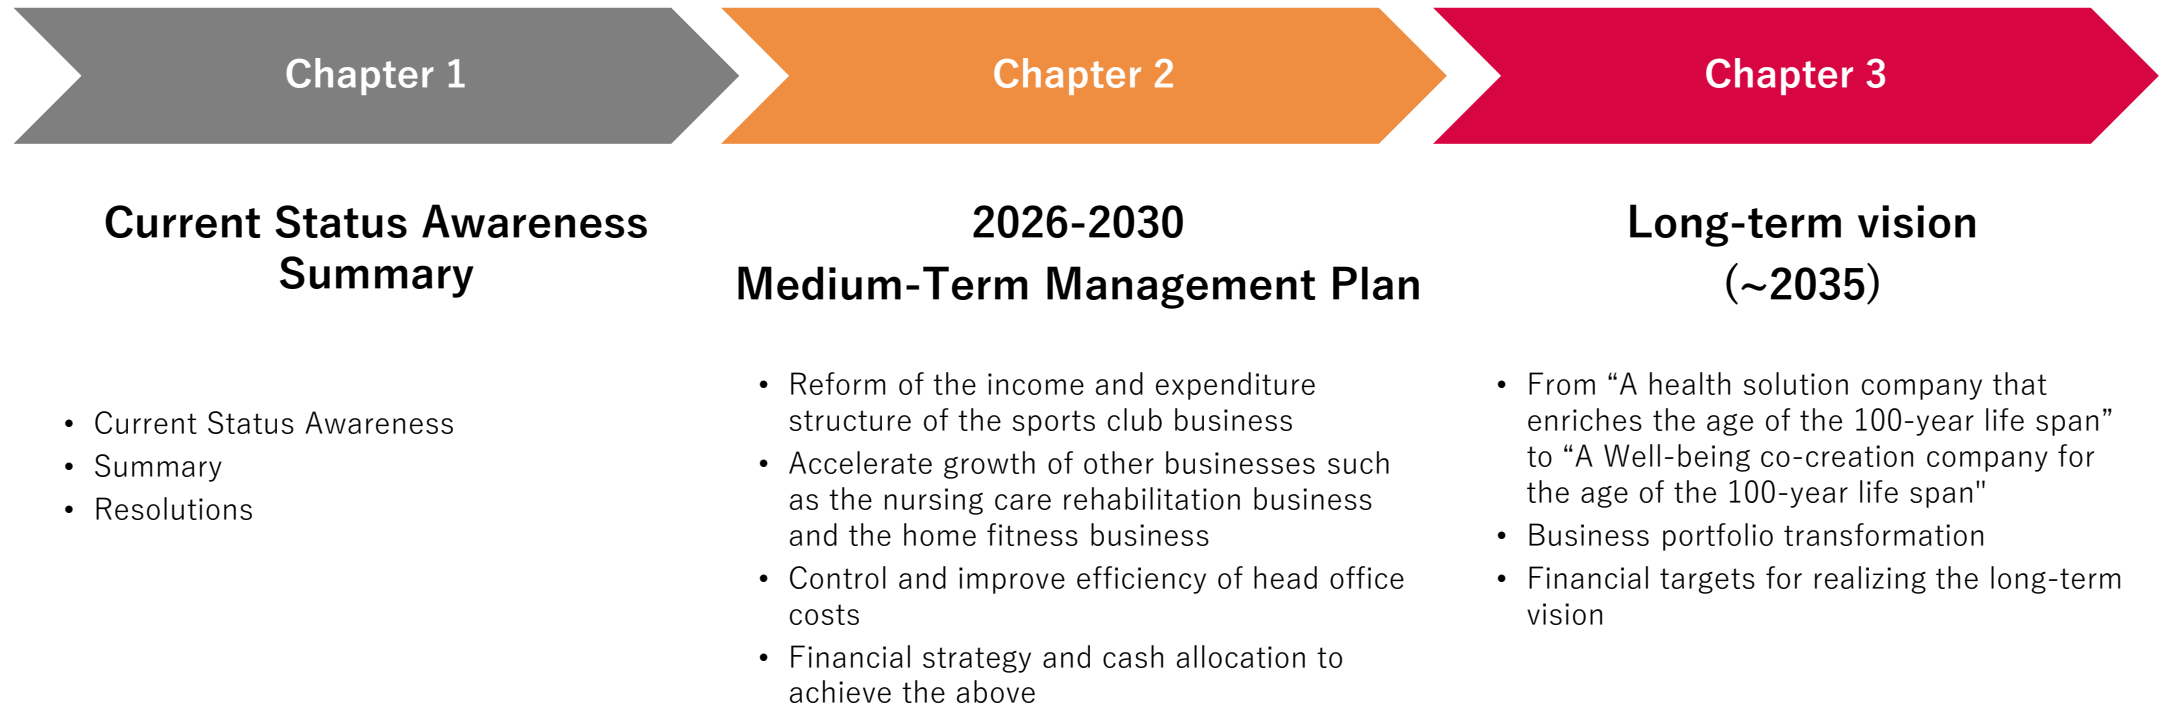 Chapter 1
Current Status Awareness
Summary
• Current Status Awareness
• Summary
• Resolutions
Chapter 2
2026-2030
Medium-Term Management Plan
• Reform of the income and expenditure
structure of the sports club business
• Accelerate growth of other businesses such
as the nursing care rehabilitation business
and the home fitness business
• Control and improve efficiency of head office
costs
• Financial strategy and cash allocation to
achieve the above
Chapter 3
Long-term vision
(~2035)
• From “A health solution company that
enriches the age of the 100-year life span”
to “A Well-being co-creation company for
the age of the 100-year life span"
• Business portfolio transformation
• Financial targets for realizing the long-term
vision